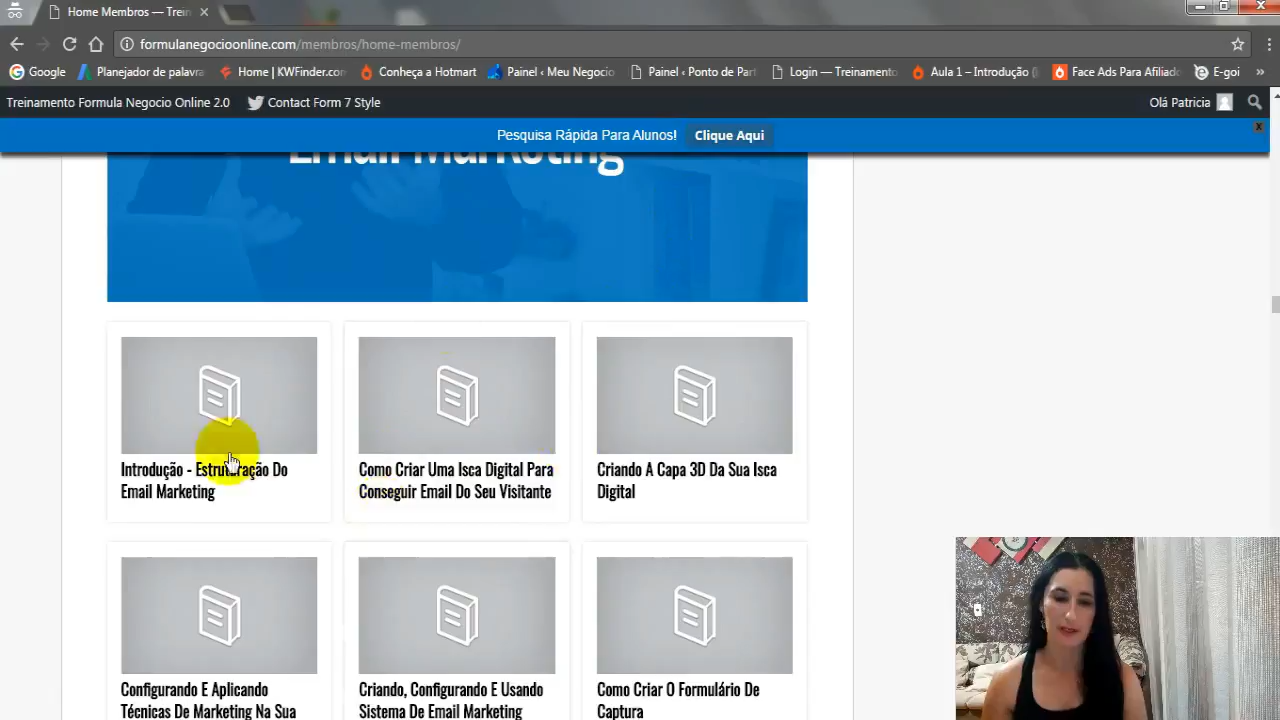 Home Membros — Trein
formulanegocioonline.com/membros/home-membros/
Google
Planejador de palavra
Home | KWFinder.com
Conheça a Hotmart
Painel ‹ Meu Negocio
Painel ‹ Ponto de Part
Login — Treinamento
Aula 1 – Introdução (
Face Ads Para Afiliado
E-goi
»
Treinamento Formula Negocio Online 2.0
Contact Form 7 Style
Olá Patricia
Pesquisa Rápida Para Alunos!
Clique Aqui
X
Email Marketing
Introdução - Estruturação Do
Email Marketing
Como Criar Uma Isca Digital Para
Conseguir Email Do Seu Visitante
Criando A Capa 3D Da Sua Isca
Digital
Configurando E Aplicando
Técnicas De Marketing Na Sua
Criando, Configurando E Usando
Sistema De Email Marketing
Como Criar O Formulário De
Captura